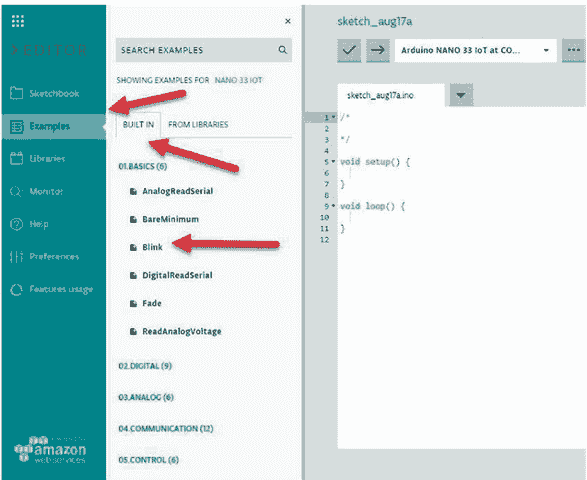 EDITOR
Sketchbook
Examples
Libraries
Monitor
Help
Preferences
Features usage
amazon
web services
×
SEARCH EXAMPLES
SHOWING EXAMPLES FOR NANO 33 IOT
BUILT IN FROM LIBRARIES
01.BASICS (6)
AnalogReadSerial
BareMinimum
Blink
DigitalReadSerial
Fade
ReadAnalogVoltage
02.DIGITAL (9)
03.ANALOG (6)
04.COMMUNICATION (12)
05.CONTROL (6)
sketch_aug17a
Arduino NANO 33 IoT at CO...
sketch_aug17a.ino
1 /*
2
3 */
4
5 void setup() {
6
7 }
8
9 void loop() {
10
11 }
12